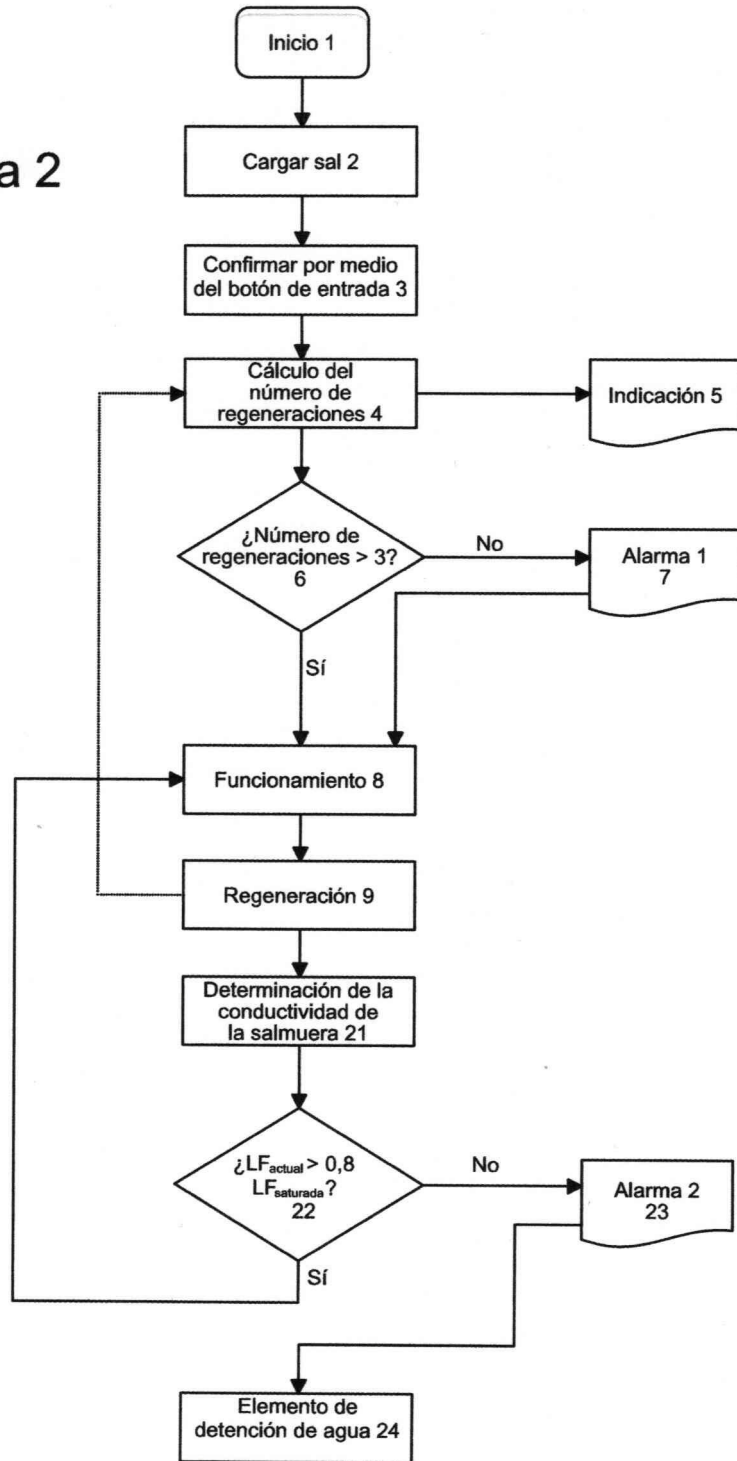 Inicio 1
a 2
Cargar sal 2
Confirmar por medio
del botón de entrada 3
Cálculo del
número de
regeneraciones 4
Indicación 5
¿Número de
regeneraciones > 3?
6
No
Alarma 1
7
Sí
Funcionamiento 8
Regeneración 9
Determinación de la
conductividad de
la salmuera 21
¿LFactual > 0,8
LFsaturada?
22
No
Alarma 2
23
Sí
Elemento de
detención de agua 24